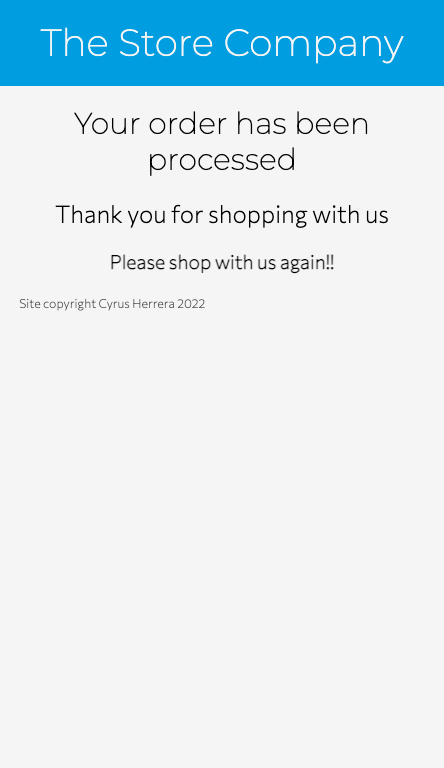 The Store Company
Your order has been
processed
Thank you for shopping with us
Please shop with us again!!
Site copyright Cyrus Herrera 2022